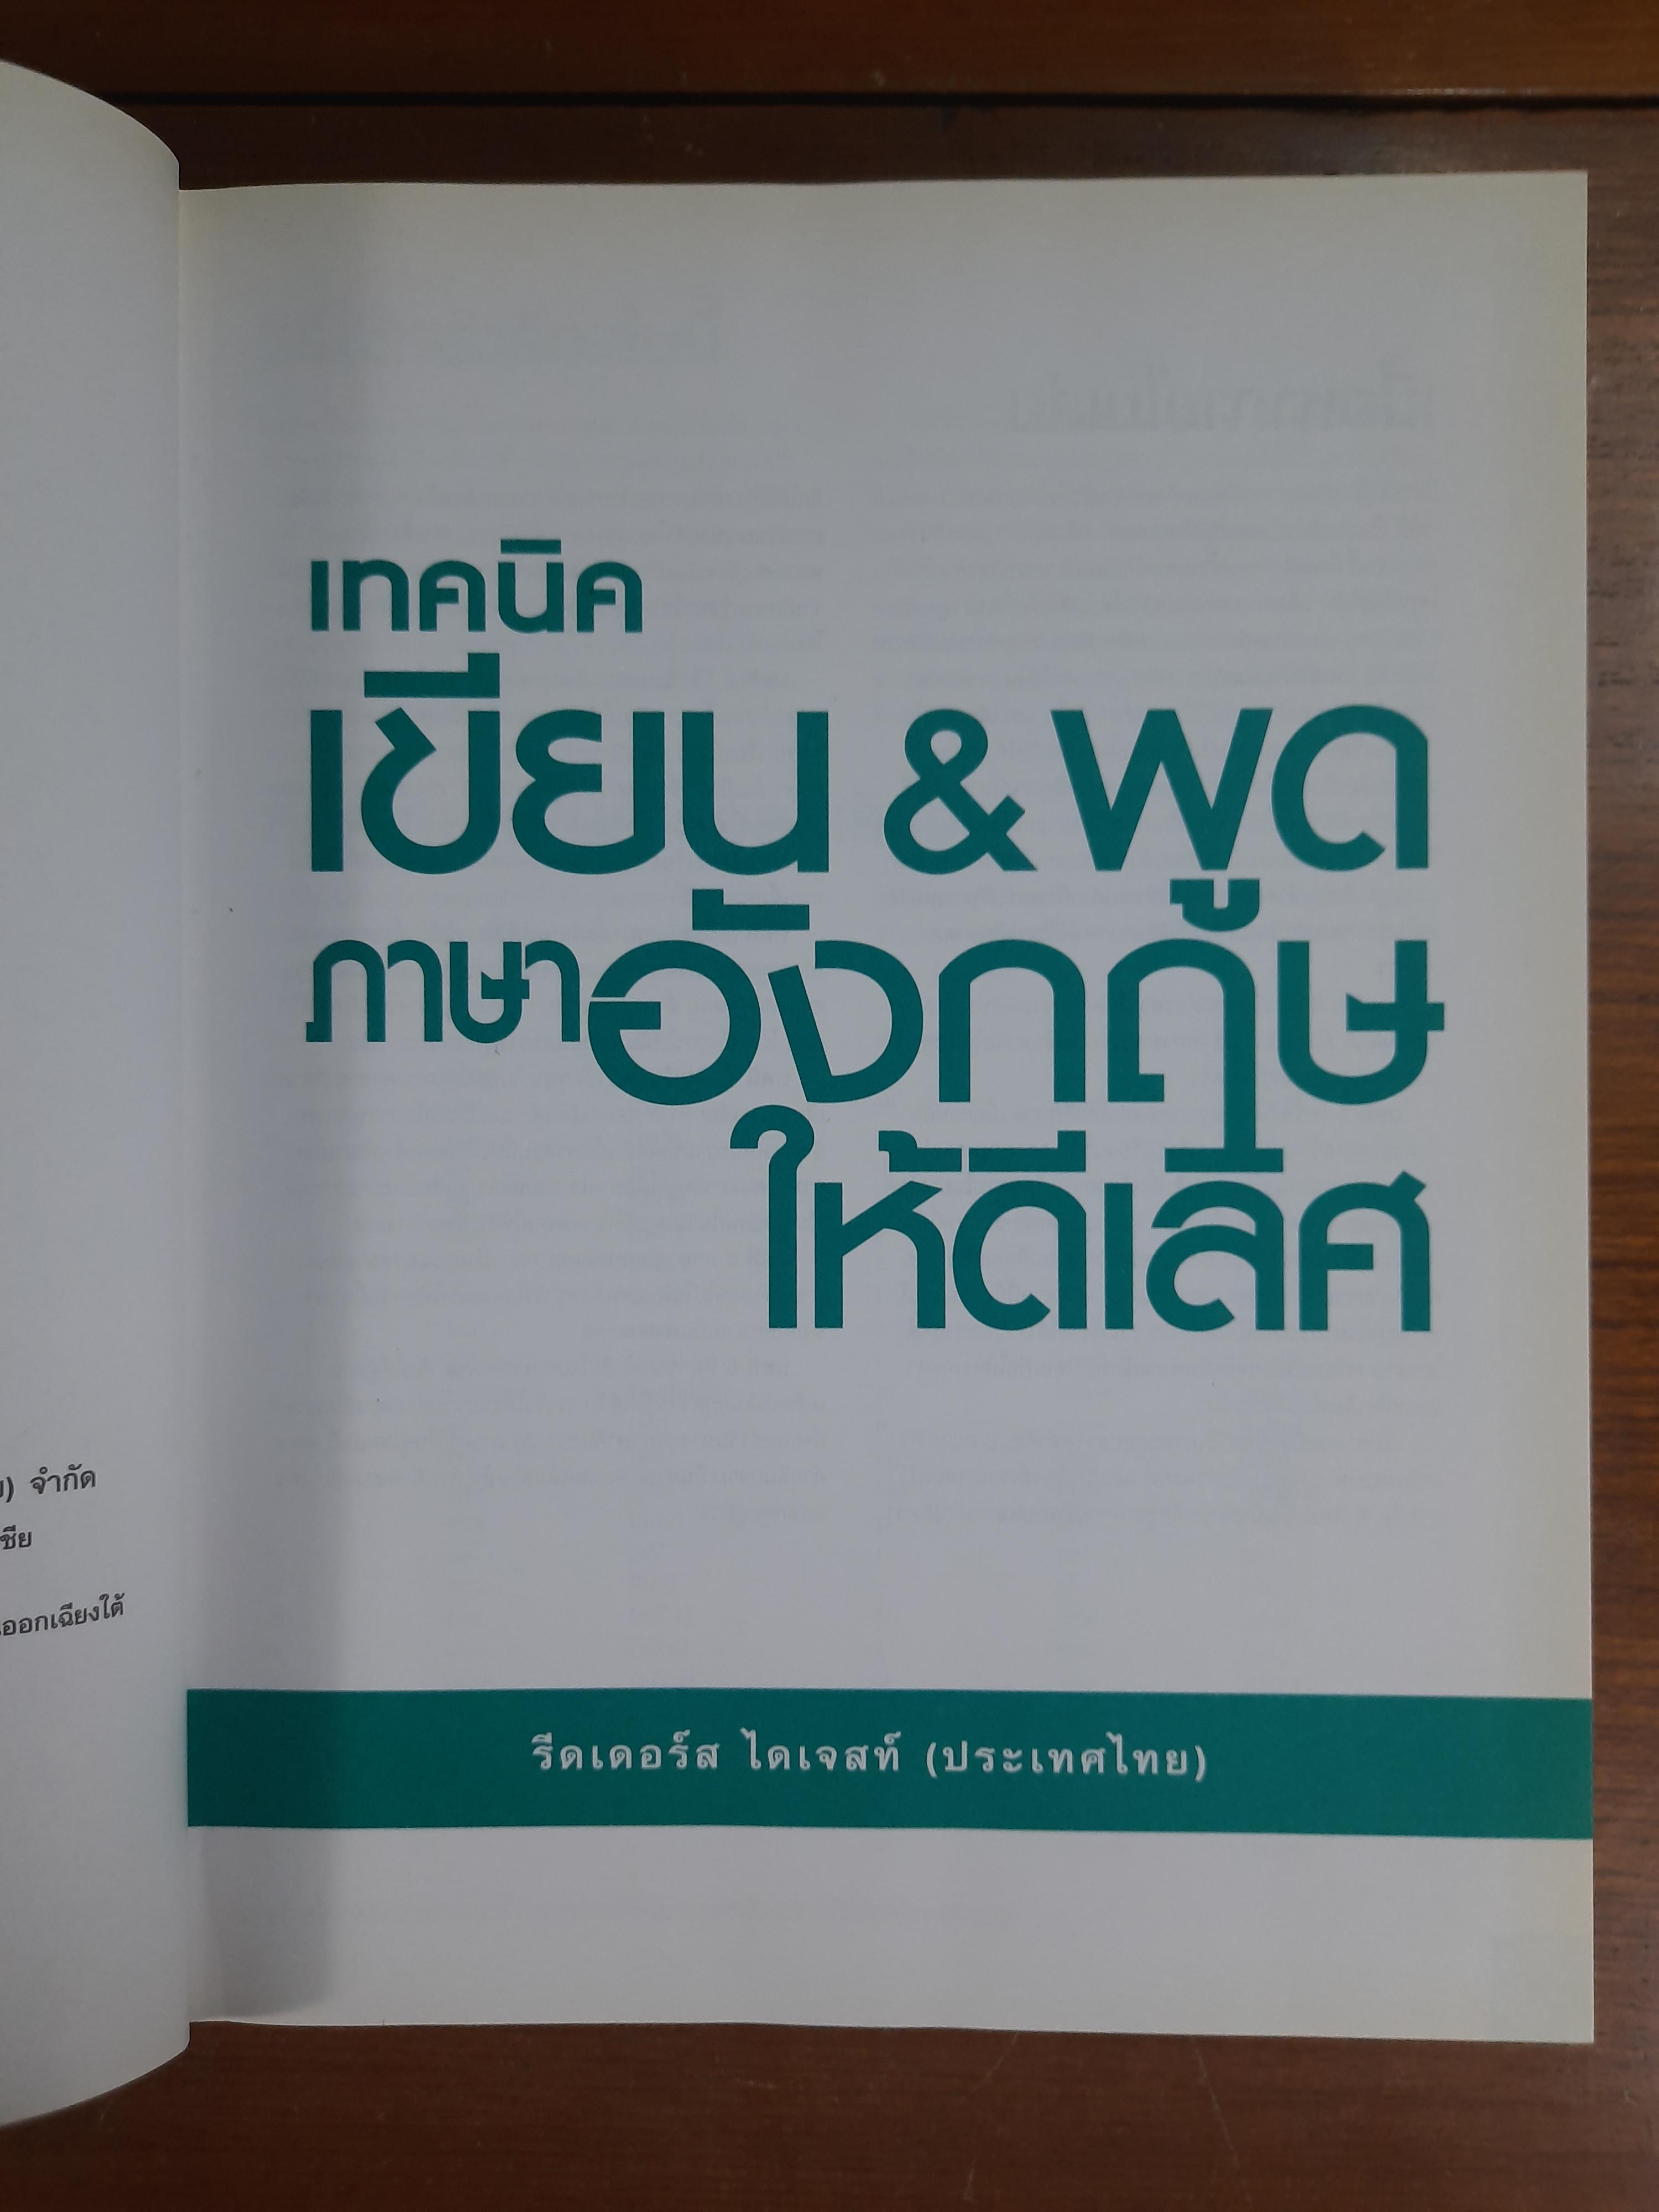 เทคนิค
เขียน & พูด
ภาษาอังกฤษ
ให้ดีเลิศ
รีดเดอร์ส ไดเจสท์ (ประเทศไทย)
) จำกัด
ชีย
ออกเฉียงใต้